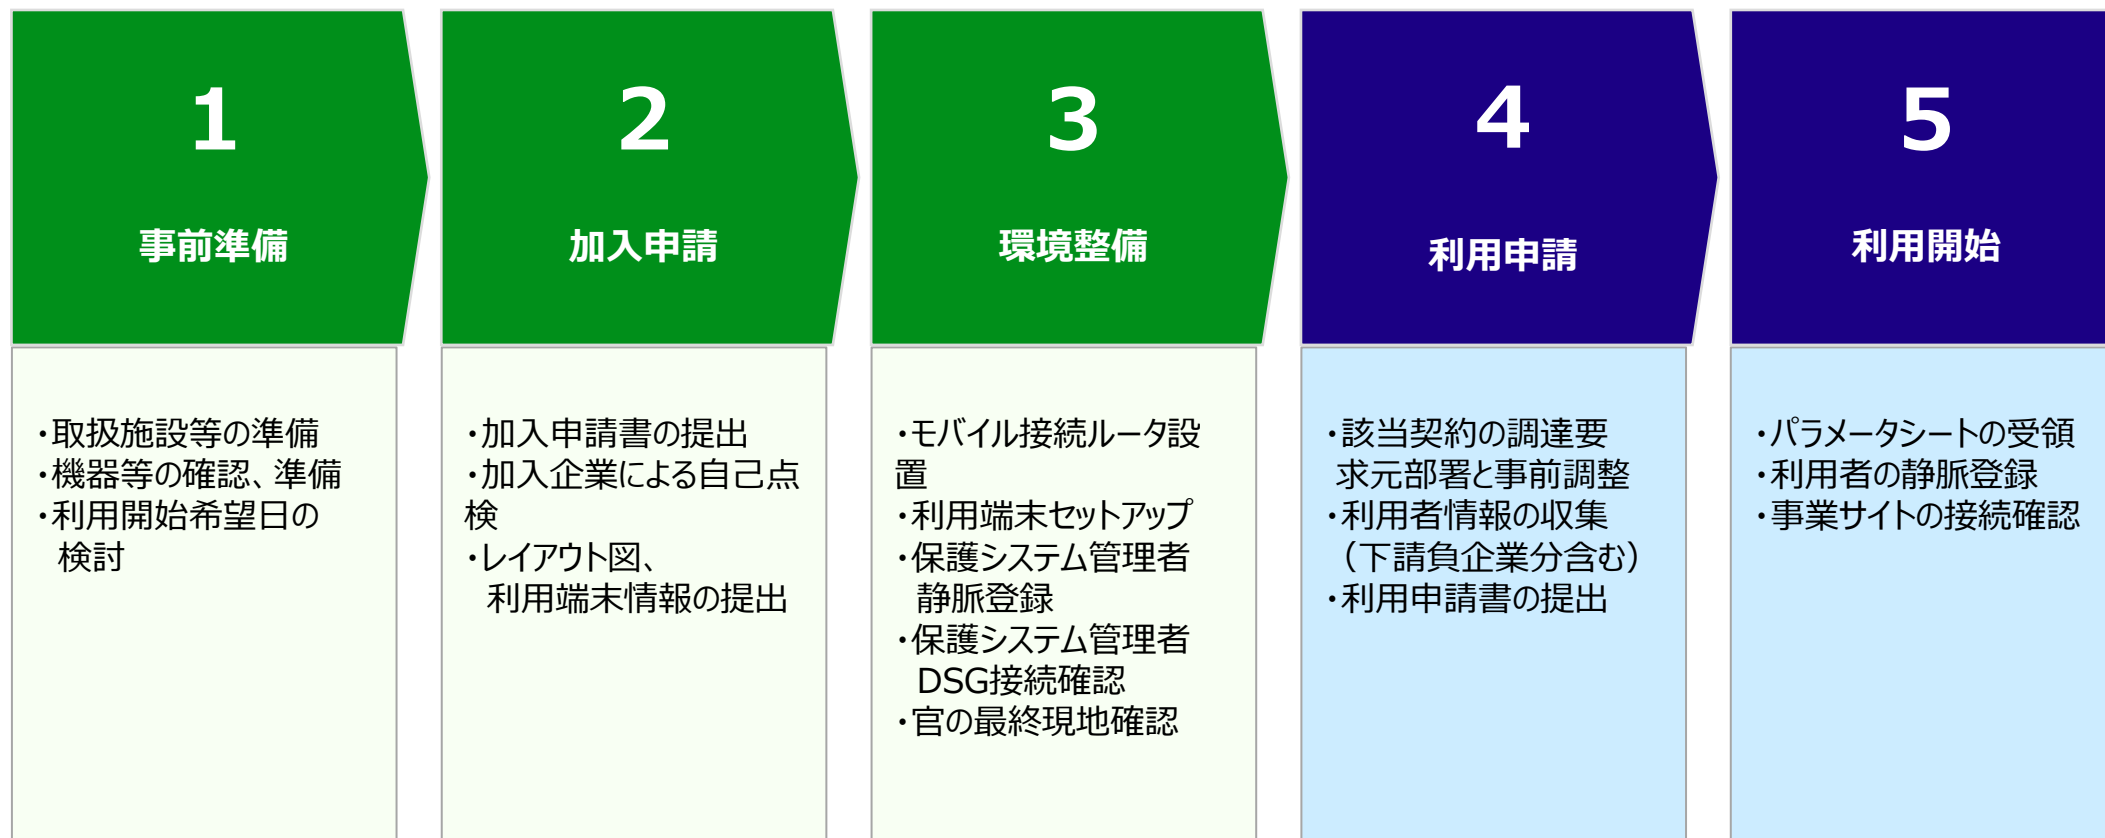 1
事前準備
・取扱施設等の準備
・機器等の確認、準備
・利用開始希望日の
検討
2
加入申請
・加入申請書の提出
・加入企業による自己点
検
・レイアウト図、
利用端末情報の提出
3
環境整備
・モバイル接続ルータ設
置
・利用端末セットアップ
・保護システム管理者
静脈登録
・保護システム管理者
DSG接続確認
・官の最終現地確認
4
利用申請
・該当契約の調達要
求元部署と事前調整
・利用者情報の収集
（下請負企業分含む）
・利用申請書の提出
5
利用開始
・パラメータシートの受領
・利用者の静脈登録
・事業サイトの接続確認